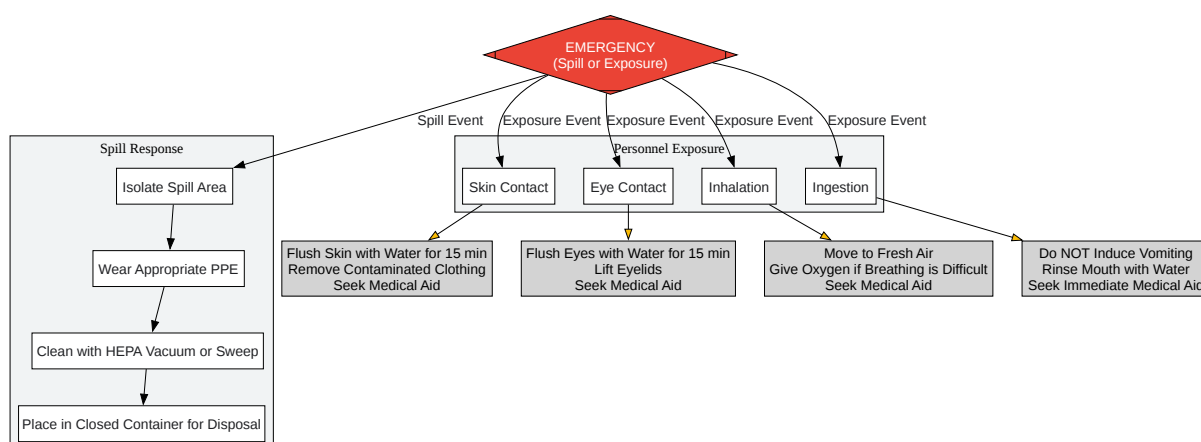 EMERGENCY
(Spill or Exposure)
Spill Event
Exposure Event
Exposure Event
Exposure Event
Exposure Event
Spill Response
Isolate Spill Area
Wear Appropriate PPE
Clean with HEPA Vacuum or Sweep
Place in Closed Container for Disposal
Personnel Exposure
Skin Contact
Eye Contact
Inhalation
Ingestion
Flush Skin with Water for 15 min
Remove Contaminated Clothing
Seek Medical Aid
Flush Eyes with Water for 15 min
Lift Eyelids
Seek Medical Aid
Move to Fresh Air
Give Oxygen if Breathing is Difficult
Seek Medical Aid
Do NOT Induce Vomiting
Rinse Mouth with Water
Seek Immediate Medical Aid